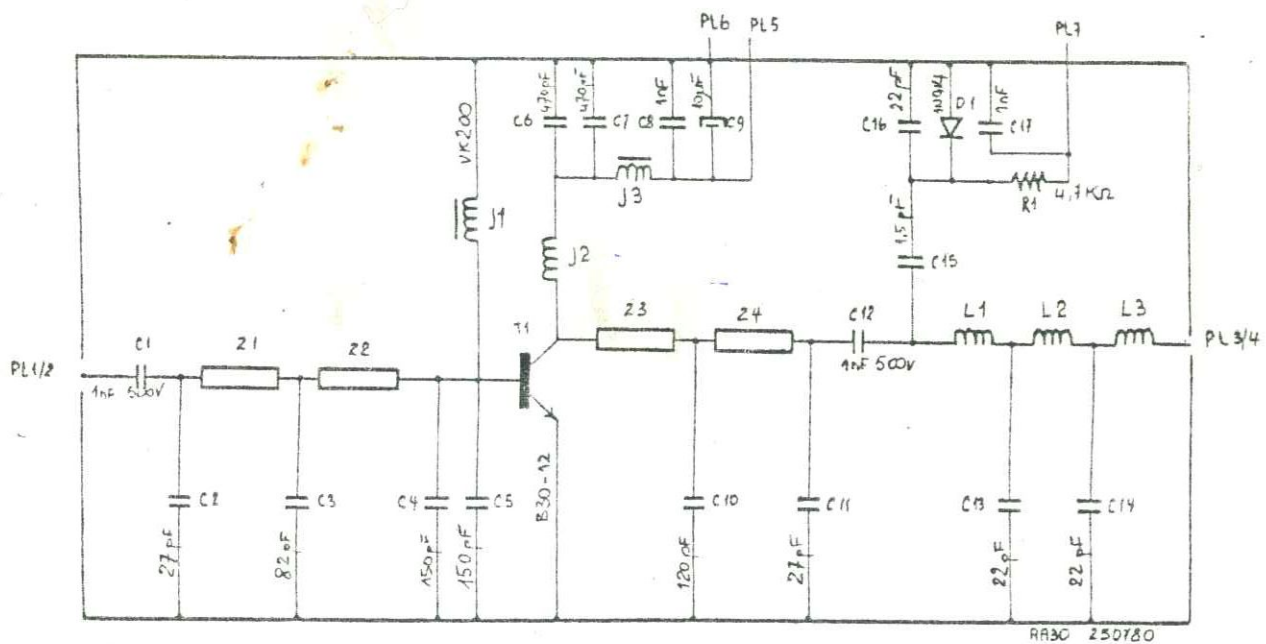 PL6 PL5 PL7
470pF 470pF 1nF 10µF 22pF 1N914 D1 1nF
C6 C7 C8 C9 C16 C17
VK200
J3 R1 4,7KΩ
J1 J2 1,5pF C15
T1 Z3 Z4 C12 L1 L2 L3
PL3/4
1nF 500V
C1 Z1 Z2
PL1/2
1nF 500V
B30-12
C2 C3 C4 C5 C10 C11 C13 C14
27pF 82pF 150pF 150pF 120pF 27pF 22pF 22pF
RA30 250780